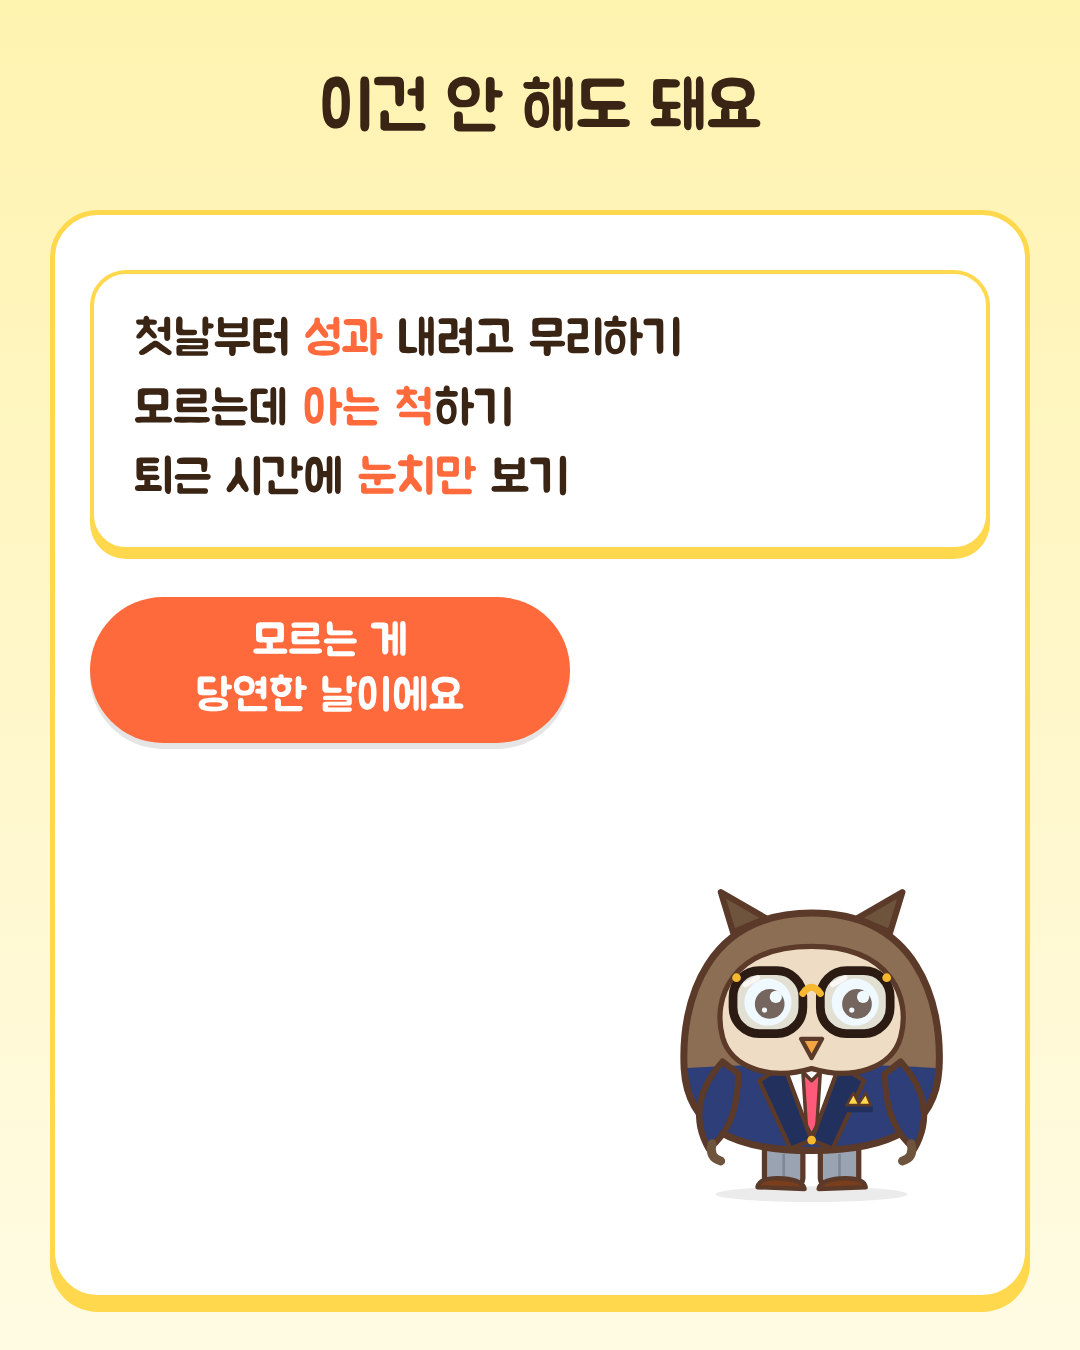 이건 안 해도 돼요
첫날부터 성과 내려고 무리하기
모르는데 아는 척하기
퇴근 시간에 눈치만 보기
모르는 게
당연한 날이에요